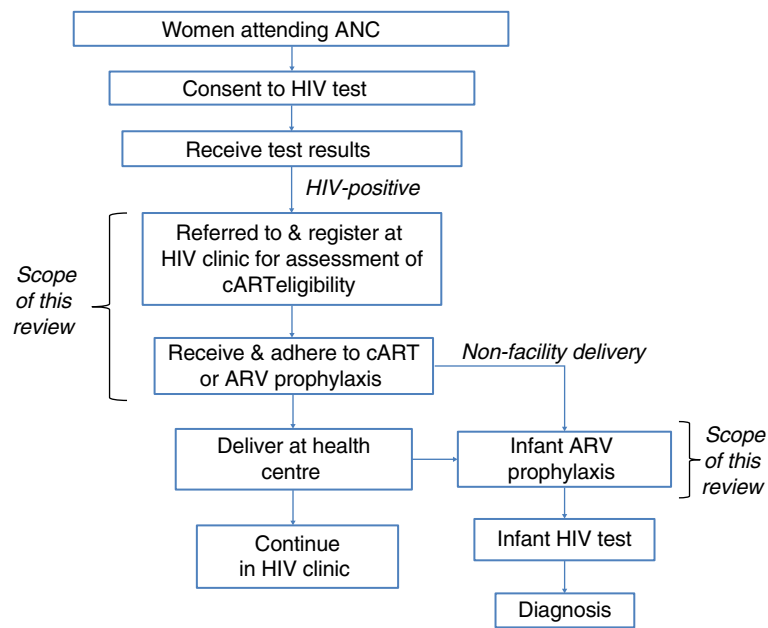 Women attending ANC
Consent to HIV test
Receive test results
HIV-positive
Referred to & register at
HIV clinic for assessment of
cARTeligibility
Scope
of this
review
Receive & adhere to cART
or ARV prophylaxis
Non-facility delivery
Deliver at health
centre
Infant ARV
prophylaxis
Scope
of this
review
Continue
in HIV clinic
Infant HIV test
Diagnosis